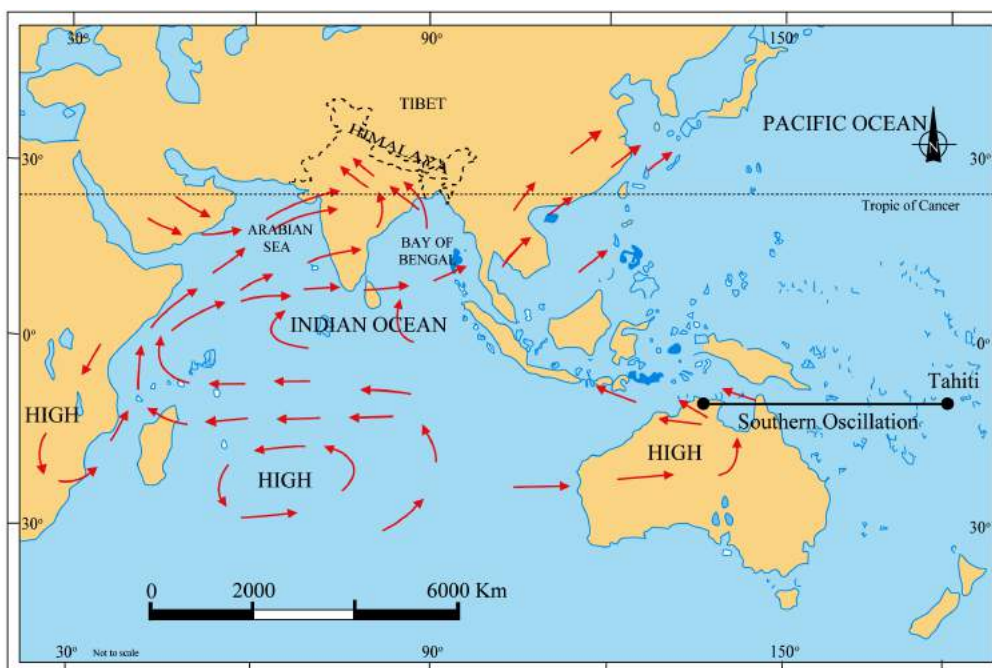 30° 90° 150°
TIBET
HIMALAYA
PACIFIC OCEAN
N
30° 30°
Tropic of Cancer
ARABIAN
SEA
BAY OF
BENGAL
INDIAN OCEAN
0° 0°
Tahiti
HIGH
Southern Oscillation
HIGH
HIGH
30° 30°
0 2000 6000 Km
30° Not to scale 90° 150°